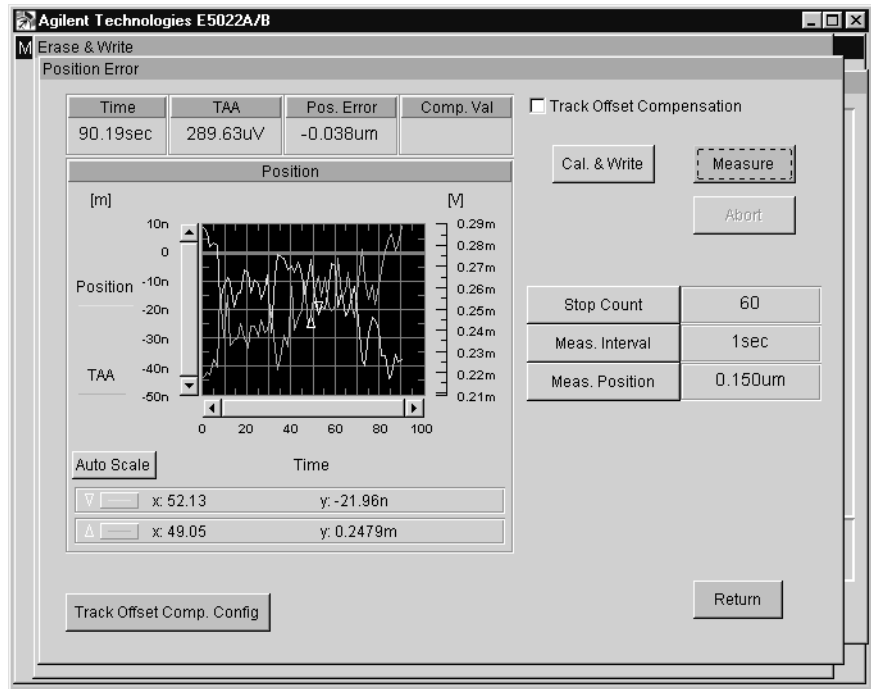 Agilent Technologies E5022A/B
M Erase & Write
Position Error
Time TAA Pos. Error Comp. Val
90.19sec 289.63uV -0.038um
Track Offset Compensation
Cal. & Write Measure
Abort
Position
[m] [V]
10n 0.29m
0 0.28m
0.27m
Position -10n 0.26m
-20n 0.25m
-30n 0.24m
0.23m
TAA -40n 0.22m
-50n 0.21m
0 20 40 60 80 100
Auto Scale Time
x: 52.13 y: -21.96n
x: 49.05 y: 0.2479m
Stop Count 60
Meas. Interval 1sec
Meas. Position 0.150um
Track Offset Comp. Config
Return